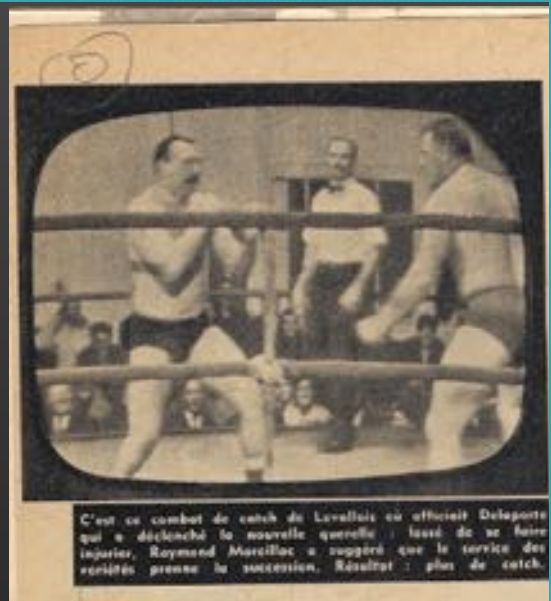 C'est ce combat de catch de Levallois où officiait Delaporte
qui a déclenché la nouvelle querelle : lassé de se faire
injurier, Raymond Marcillac a suggéré que le service des
variétés prenne la succession. Résultat : plus de catch.